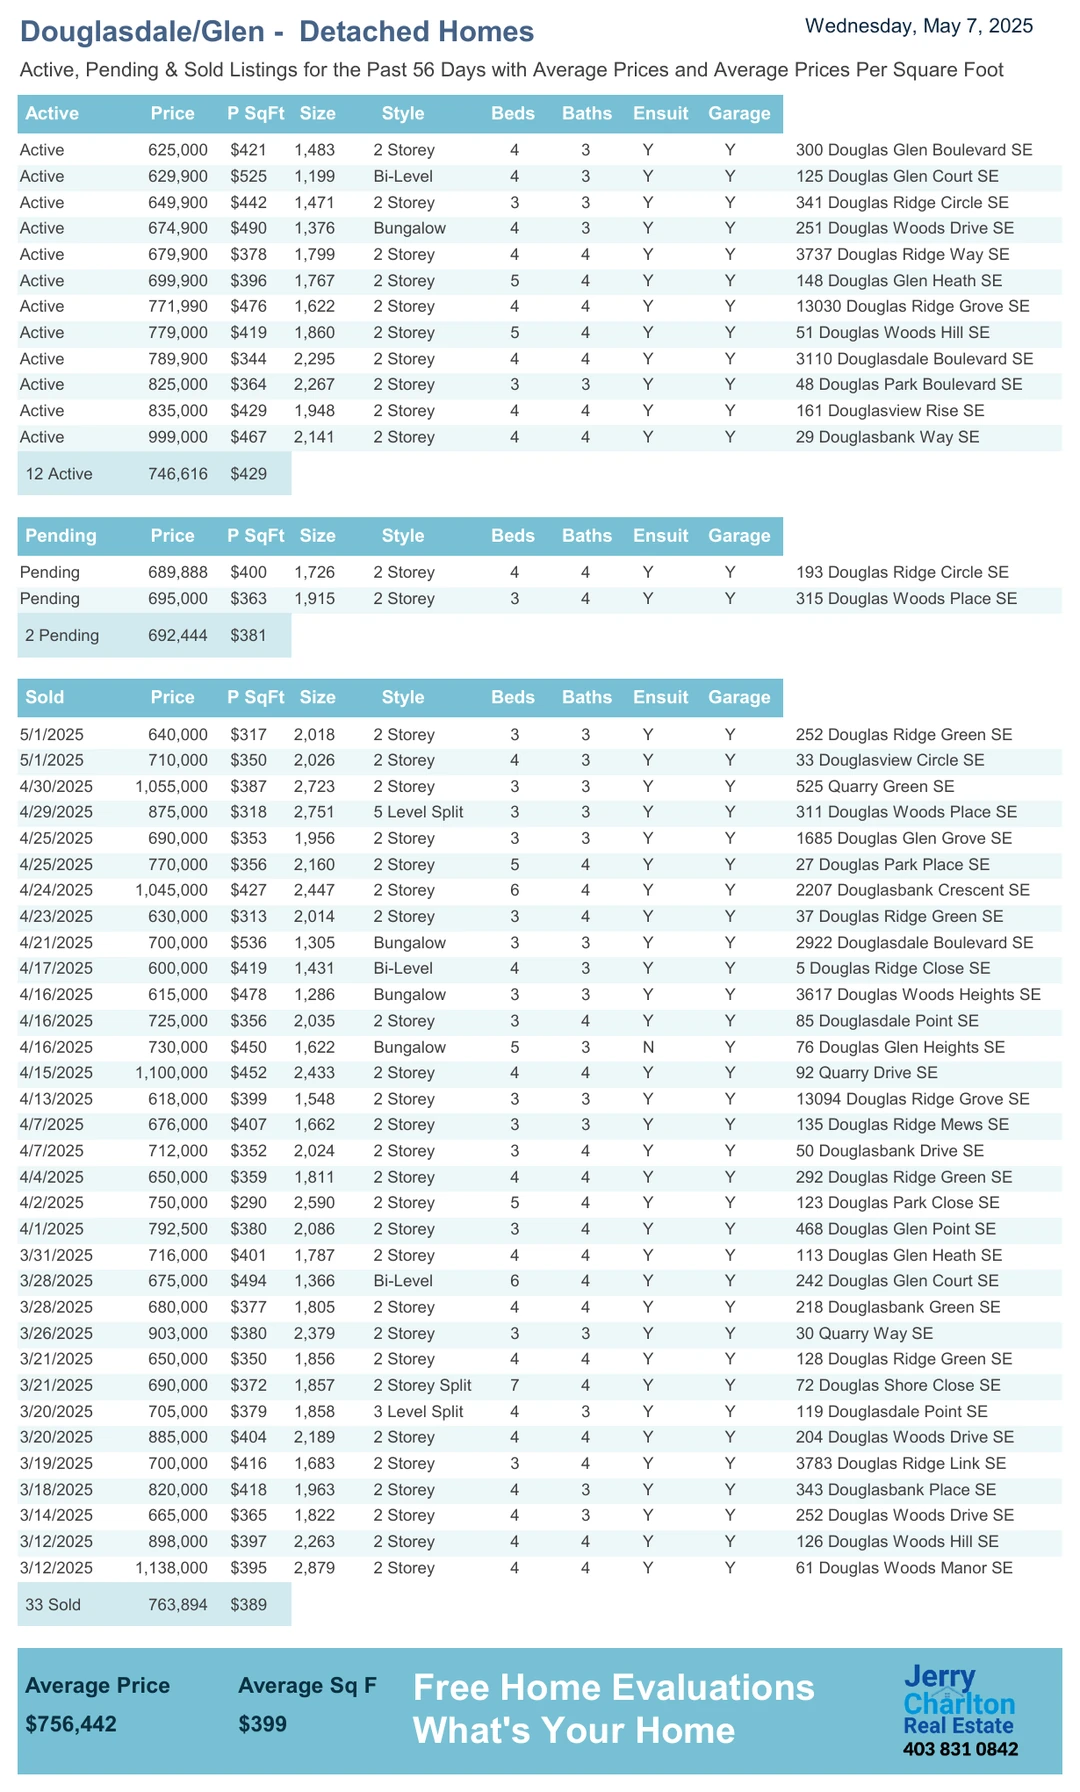 Douglasdale/Glen - Detached Homes
Wednesday, May 7, 2025
Active, Pending & Sold Listings for the Past 56 Days with Average Prices and Average Prices Per Square Foot
Active Price P SqFt Size Style Beds Baths Ensuit Garage
Active 625,000 $421 1,483 2 Storey 4 3 Y Y 300 Douglas Glen Boulevard SE
Active 629,900 $525 1,199 Bi-Level 4 3 Y Y 125 Douglas Glen Court SE
Active 649,900 $442 1,471 2 Storey 3 3 Y Y 341 Douglas Ridge Circle SE
Active 674,900 $490 1,376 Bungalow 4 3 Y Y 251 Douglas Woods Drive SE
Active 679,900 $378 1,799 2 Storey 4 4 Y Y 3737 Douglas Ridge Way SE
Active 699,900 $396 1,767 2 Storey 5 4 Y Y 148 Douglas Glen Heath SE
Active 771,990 $476 1,622 2 Storey 4 4 Y Y 13030 Douglas Ridge Grove SE
Active 779,000 $419 1,860 2 Storey 5 4 Y Y 51 Douglas Woods Hill SE
Active 789,900 $344 2,295 2 Storey 4 4 Y Y 3110 Douglasdale Boulevard SE
Active 825,000 $364 2,267 2 Storey 3 3 Y Y 48 Douglas Park Boulevard SE
Active 835,000 $429 1,948 2 Storey 4 4 Y Y 161 Douglasview Rise SE
Active 999,000 $467 2,141 2 Storey 4 4 Y Y 29 Douglasbank Way SE
12 Active 746,616 $429
Pending Price P SqFt Size Style Beds Baths Ensuit Garage
Pending 689,888 $400 1,726 2 Storey 4 4 Y Y 193 Douglas Ridge Circle SE
Pending 695,000 $363 1,915 2 Storey 3 4 Y Y 315 Douglas Woods Place SE
2 Pending 692,444 $381
Sold Price P SqFt Size Style Beds Baths Ensuit Garage
5/1/2025 640,000 $317 2,018 2 Storey 3 3 Y Y 252 Douglas Ridge Green SE
5/1/2025 710,000 $350 2,026 2 Storey 4 3 Y Y 33 Douglasview Circle SE
4/30/2025 1,055,000 $387 2,723 2 Storey 3 3 Y Y 525 Quarry Green SE
4/29/2025 875,000 $318 2,751 5 Level Split 3 3 Y Y 311 Douglas Woods Place SE
4/25/2025 690,000 $353 1,956 2 Storey 3 3 Y Y 1685 Douglas Glen Grove SE
4/25/2025 770,000 $356 2,160 2 Storey 5 4 Y Y 27 Douglas Park Place SE
4/24/2025 1,045,000 $427 2,447 2 Storey 6 4 Y Y 2207 Douglasbank Crescent SE
4/23/2025 630,000 $313 2,014 2 Storey 3 4 Y Y 37 Douglas Ridge Green SE
4/21/2025 700,000 $536 1,305 Bungalow 3 3 Y Y 2922 Douglasdale Boulevard SE
4/17/2025 600,000 $419 1,431 Bi-Level 4 3 Y Y 5 Douglas Ridge Close SE
4/16/2025 615,000 $478 1,286 Bungalow 3 3 Y Y 3617 Douglas Woods Heights SE
4/16/2025 725,000 $356 2,035 2 Storey 3 4 Y Y 85 Douglasdale Point SE
4/16/2025 730,000 $450 1,622 Bungalow 5 3 N Y 76 Douglas Glen Heights SE
4/15/2025 1,100,000 $452 2,433 2 Storey 4 4 Y Y 92 Quarry Drive SE
4/13/2025 618,000 $399 1,548 2 Storey 3 3 Y Y 13094 Douglas Ridge Grove SE
4/7/2025 676,000 $407 1,662 2 Storey 3 3 Y Y 135 Douglas Ridge Mews SE
4/7/2025 712,000 $352 2,024 2 Storey 3 4 Y Y 50 Douglasbank Drive SE
4/4/2025 650,000 $359 1,811 2 Storey 4 4 Y Y 292 Douglas Ridge Green SE
4/2/2025 750,000 $290 2,590 2 Storey 5 4 Y Y 123 Douglas Park Close SE
4/1/2025 792,500 $380 2,086 2 Storey 3 4 Y Y 468 Douglas Glen Point SE
3/31/2025 716,000 $401 1,787 2 Storey 4 4 Y Y 113 Douglas Glen Heath SE
3/28/2025 675,000 $494 1,366 Bi-Level 6 4 Y Y 242 Douglas Glen Court SE
3/28/2025 680,000 $377 1,805 2 Storey 4 4 Y Y 218 Douglasbank Green SE
3/26/2025 903,000 $380 2,379 2 Storey 3 3 Y Y 30 Quarry Way SE
3/21/2025 650,000 $350 1,856 2 Storey 4 4 Y Y 128 Douglas Ridge Green SE
3/21/2025 690,000 $372 1,857 2 Storey Split 7 4 Y Y 72 Douglas Shore Close SE
3/20/2025 705,000 $379 1,858 3 Level Split 4 3 Y Y 119 Douglasdale Point SE
3/20/2025 885,000 $404 2,189 2 Storey 4 4 Y Y 204 Douglas Woods Drive SE
3/19/2025 700,000 $416 1,683 2 Storey 3 4 Y Y 3783 Douglas Ridge Link SE
3/18/2025 820,000 $418 1,963 2 Storey 4 3 Y Y 343 Douglasbank Place SE
3/14/2025 665,000 $365 1,822 2 Storey 4 3 Y Y 252 Douglas Woods Drive SE
3/12/2025 898,000 $397 2,263 2 Storey 4 4 Y Y 126 Douglas Woods Hill SE
3/12/2025 1,138,000 $395 2,879 2 Storey 4 4 Y Y 61 Douglas Woods Manor SE
33 Sold 763,894 $389
Average Price Average Sq F
$756,442 $399
Free Home Evaluations
What's Your Home
Jerry
Charlton
Real Estate
403 831 0842